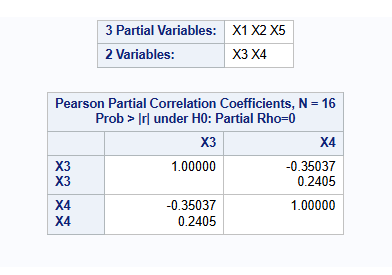 3 Partial Variables: X1 X2 X5
2 Variables: X3 X4
Pearson Partial Correlation Coefficients, N = 16
Prob > |r| under H0: Partial Rho=0
X3 X4
X3 1.00000 -0.35037
X3 0.2405
X4 -0.35037 1.00000
X4 0.2405